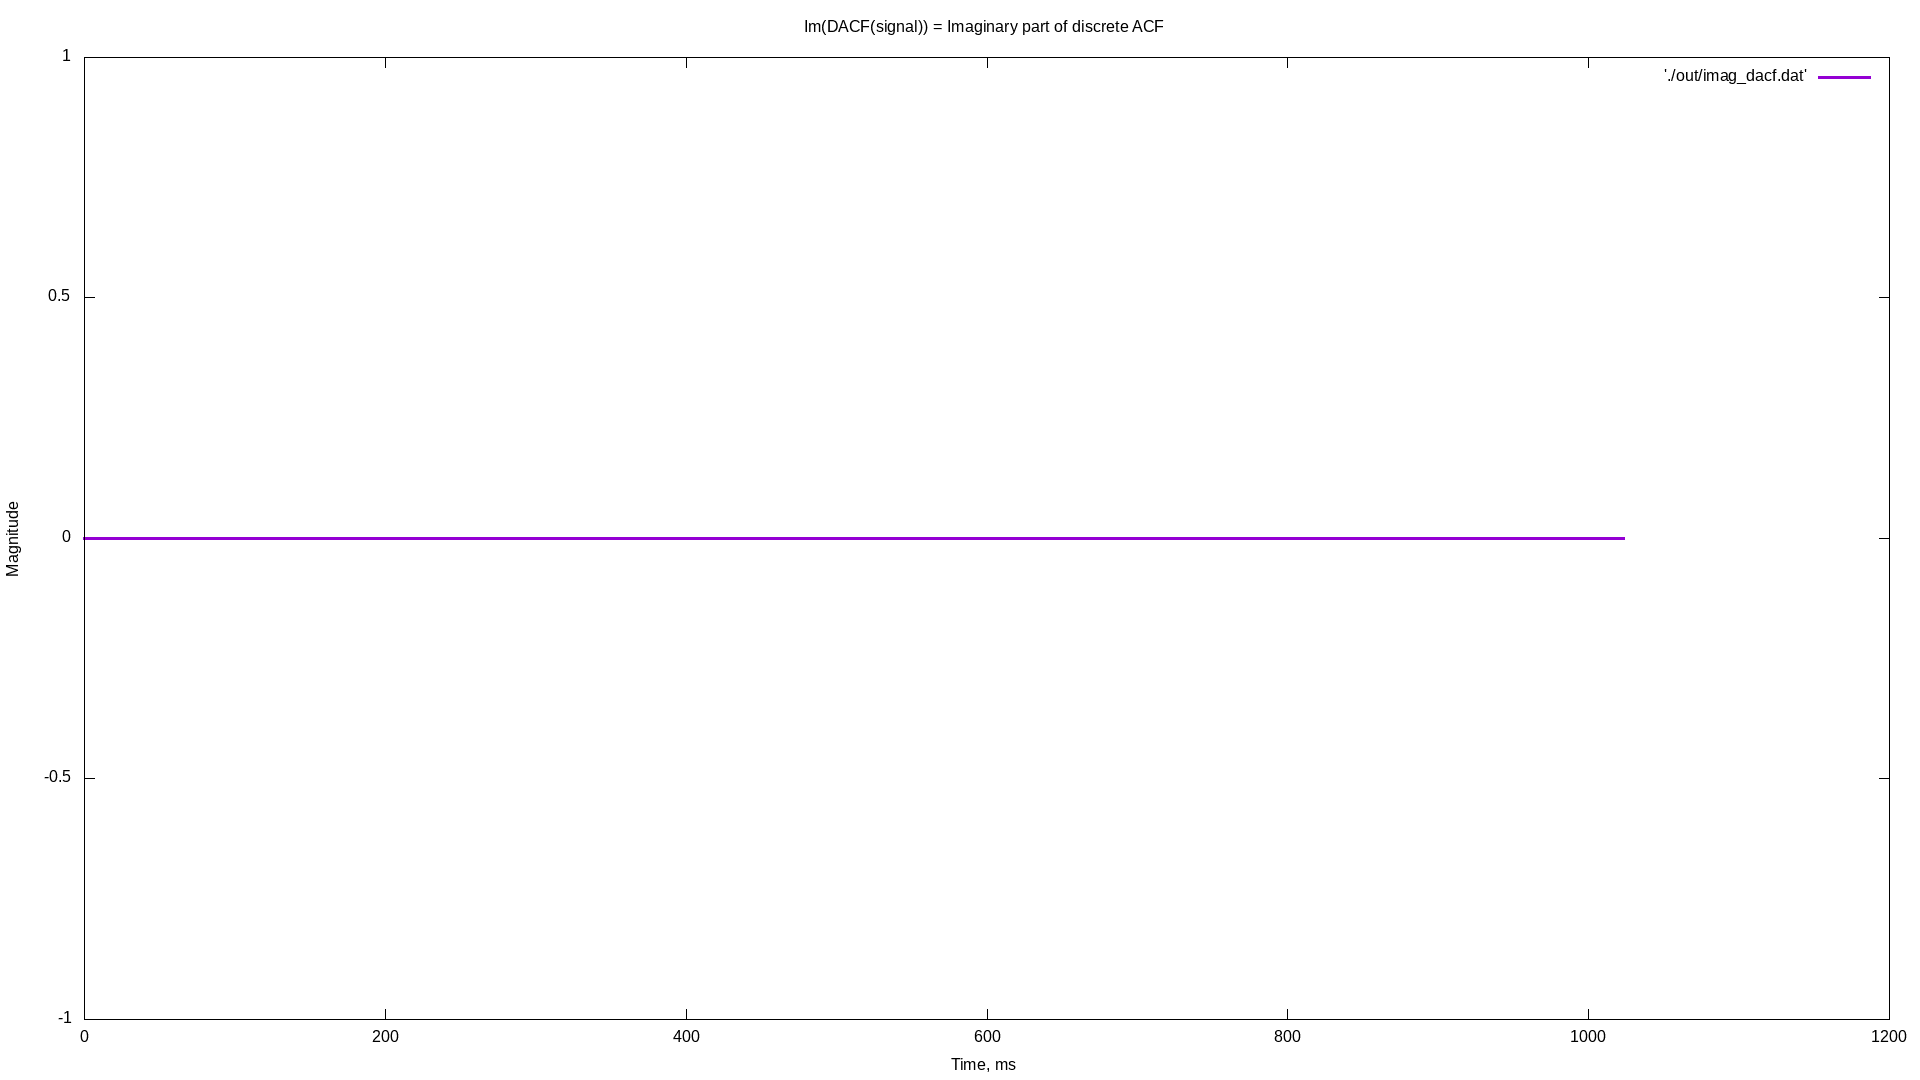 Im(DACF(signal)) = Imaginary part of discrete ACF
'./out/imag_dacf.dat'
1
0.5
0
-0.5
-1
Magnitude
0 200 400 600 800 1000 1200
Time, ms